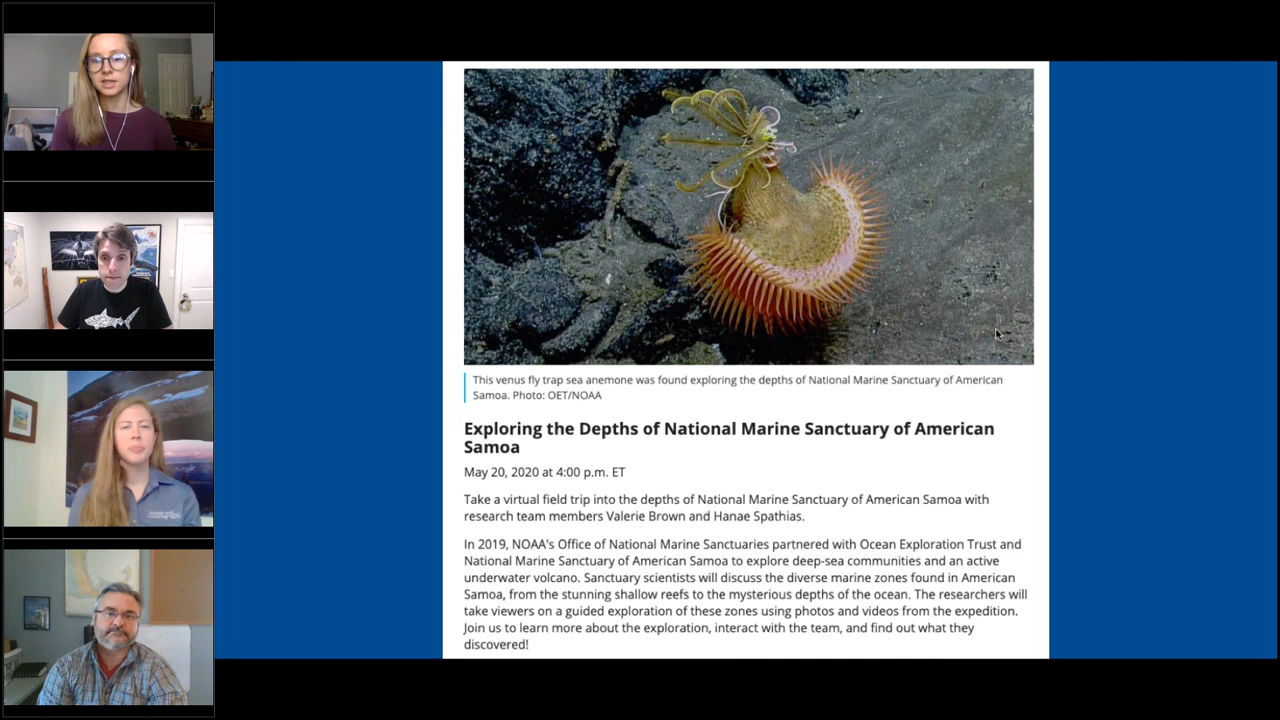 This venus fly trap sea anemone was found exploring the depths of National Marine Sanctuary of American
Samoa. Photo: OET/NOAA
Exploring the Depths of National Marine Sanctuary of American
Samoa
May 20, 2020 at 4:00 p.m. ET
Take a virtual field trip into the depths of National Marine Sanctuary of American Samoa with
research team members Valerie Brown and Hanae Spathias.
In 2019, NOAA's Office of National Marine Sanctuaries partnered with Ocean Exploration Trust and
National Marine Sanctuary of American Samoa to explore deep-sea communities and an active
underwater volcano. Sanctuary scientists will discuss the diverse marine zones found in American
Samoa, from the stunning shallow reefs to the mysterious depths of the ocean. The researchers will
take viewers on a guided exploration of these zones using photos and videos from the expedition.
Join us to learn more about the exploration, interact with the team, and find out what they
discovered!